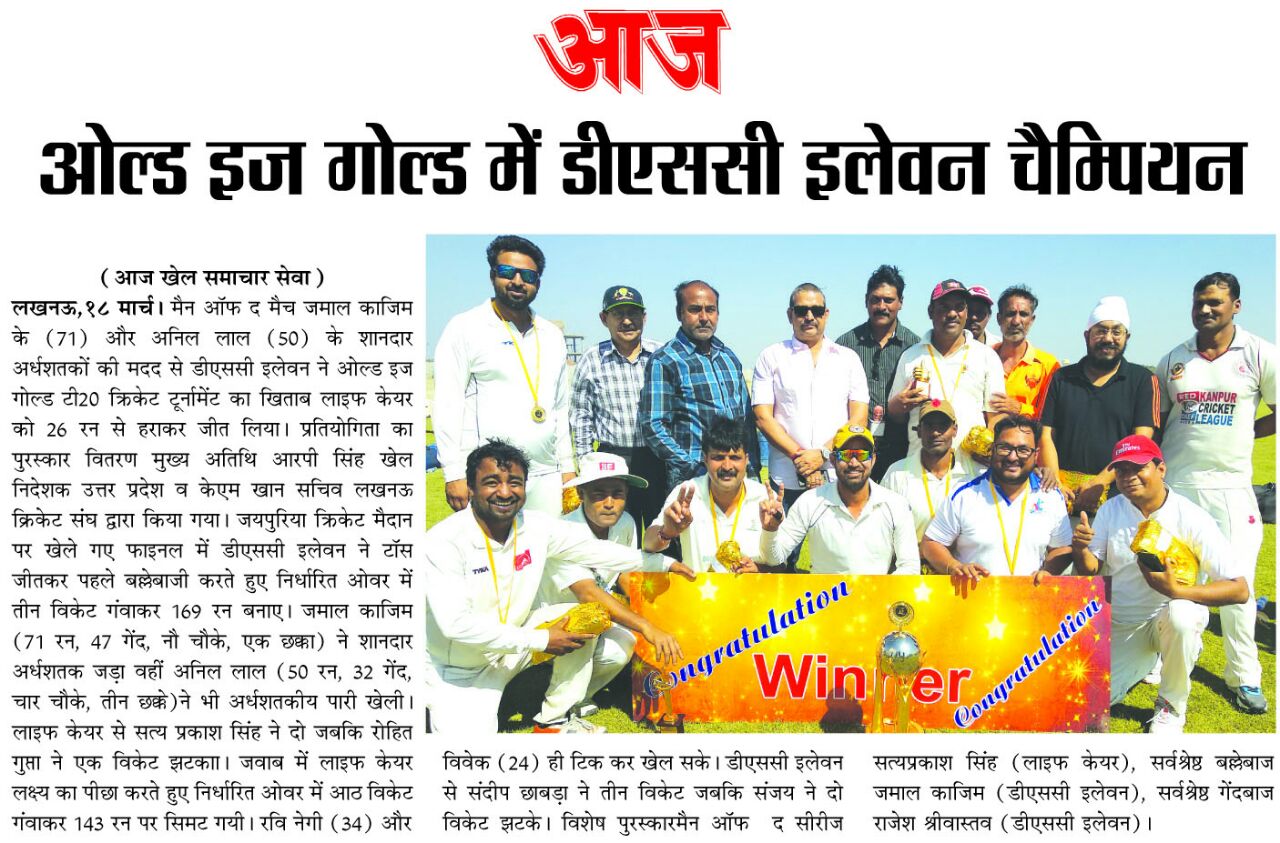 आज
ओल्ड इज गोल्ड में डीएससी इलेवन चैम्पियन
( आज खेल समाचार सेवा )
लखनऊ,१८ मार्च। मैन ऑफ द मैच जमाल काजिम
के (71) और अनिल लाल (50) के शानदार
अर्धशतकों की मदद से डीएससी इलेवन ने ओल्ड इज
गोल्ड टी20 क्रिकेट टूर्नामेंट का खिताब लाइफ केयर
को 26 रन से हराकर जीत लिया। प्रतियोगिता का
पुरस्कार वितरण मुख्य अतिथि आरपी सिंह खेल
निदेशक उत्तर प्रदेश व केएम खान सचिव लखनऊ
क्रिकेट संघ द्वारा किया गया। जयपुरिया क्रिकेट मैदान
पर खेले गए फाइनल में डीएससी इलेवन ने टॉस
जीतकर पहले बल्लेबाजी करते हुए निर्धारित ओवर में
तीन विकेट गंवाकर 169 रन बनाए। जमाल काजिम
(71 रन, 47 गेंद, नौ चौके, एक छक्का) ने शानदार
अर्धशतक जड़ा वहीं अनिल लाल (50 रन, 32 गेंद,
चार चौके, तीन छक्के)ने भी अर्धशतकीय पारी खेली।
लाइफ केयर से सत्य प्रकाश सिंह ने दो जबकि रोहित
गुप्ता ने एक विकेट झटकाा। जवाब में लाइफ केयर
लक्ष्य का पीछा करते हुए निर्धारित ओवर में आठ विकेट
गंवाकर 143 रन पर सिमट गयी। रवि नेगी (34) और
KANPUR
CRICKET
LEAGUE
Congratulation
Winner
Congratulation
विवेक (24) ही टिक कर खेल सके। डीएससी इलेवन
से संदीप छाबड़ा ने तीन विकेट जबकि संजय ने दो
विकेट झटके। विशेष पुरस्कारमैन ऑफ द सीरीज
सत्यप्रकाश सिंह (लाइफ केयर), सर्वश्रेष्ठ बल्लेबाज
जमाल काजिम (डीएससी इलेवन), सर्वश्रेष्ठ गेंदबाज
राजेश श्रीवास्तव (डीएससी इलेवन)।